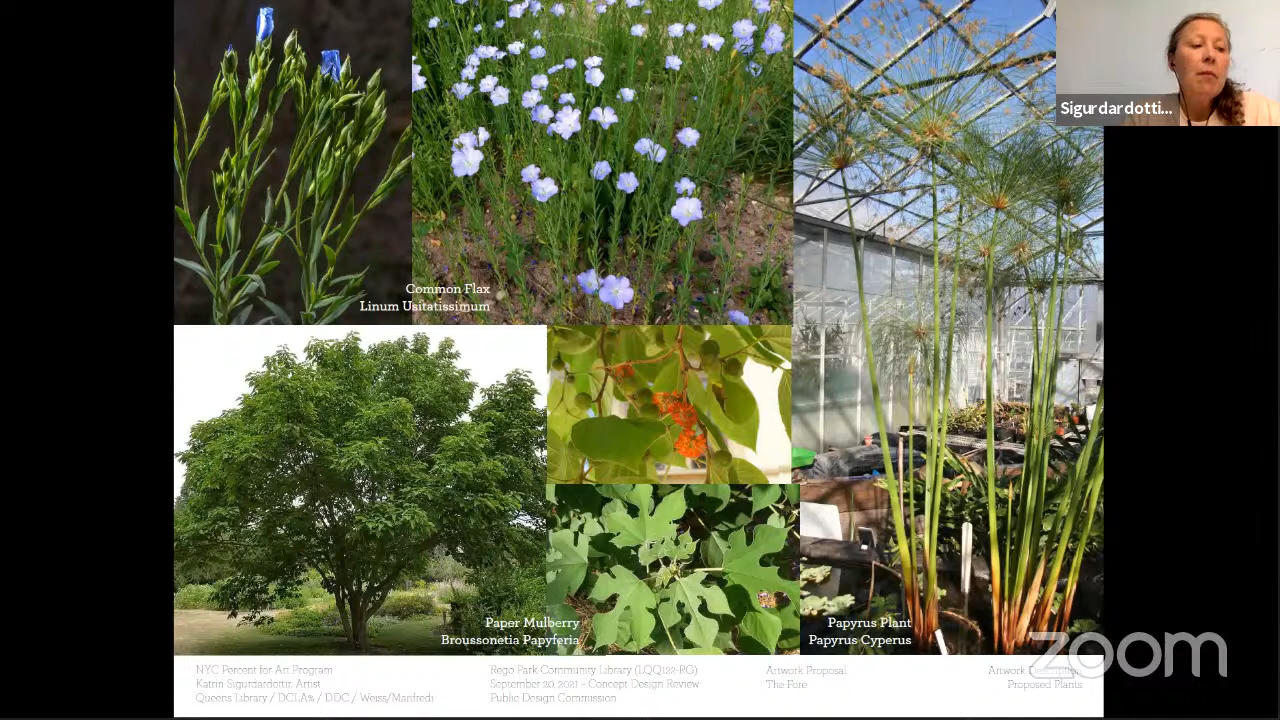 Sigurdardotti...
Common Flax
Linum Usitatissimum
Paper Mulberry
Broussonetia Papyferia
Papyrus Plant
Papyrus Cyperus
NYC Percent for Art Program
Katrin Sigurdardottir, Artist
Queens Library / DCLA% / DDC / Weiss/Manfredi
Rego Park Community Library (LQQ122-RG)
September 20, 2021 – Concept Design Review
Public Design Commission
Artwork Proposal
The Fore
Artwork Description
Proposed Plants
zoom